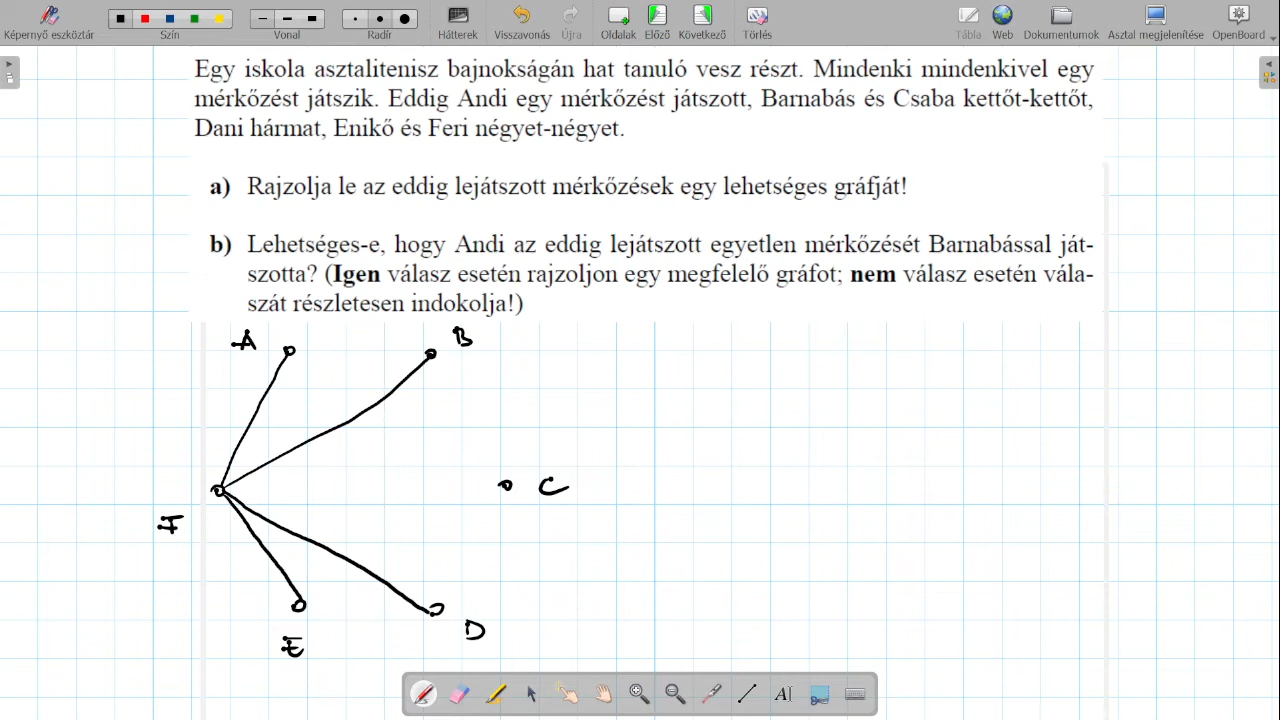 Képernyő eszköztár
Szín
Vonal
Radír
Hátterek
Visszavonás
Újra
Oldalak
Előző
Következő
Törlés
Tábla
Web
Dokumentumok
Asztal megjelenítése
OpenBoard
Egy iskola asztalitenisz bajnokságán hat tanuló vesz részt. Mindenki mindenkivel egy
mérkőzést játszik. Eddig Andi egy mérkőzést játszott, Barnabás és Csaba kettőt-kettőt,
Dani hármat, Enikő és Feri négyet-négyet.
a) Rajzolja le az eddig lejátszott mérkőzések egy lehetséges gráfját!
b) Lehetséges-e, hogy Andi az eddig lejátszott egyetlen mérkőzését Barnabással ját-
szotta? (Igen válasz esetén rajzoljon egy megfelelő gráfot; nem válasz esetén vála-
szát részletesen indokolja!)
A
B
C
F
D
E
AI